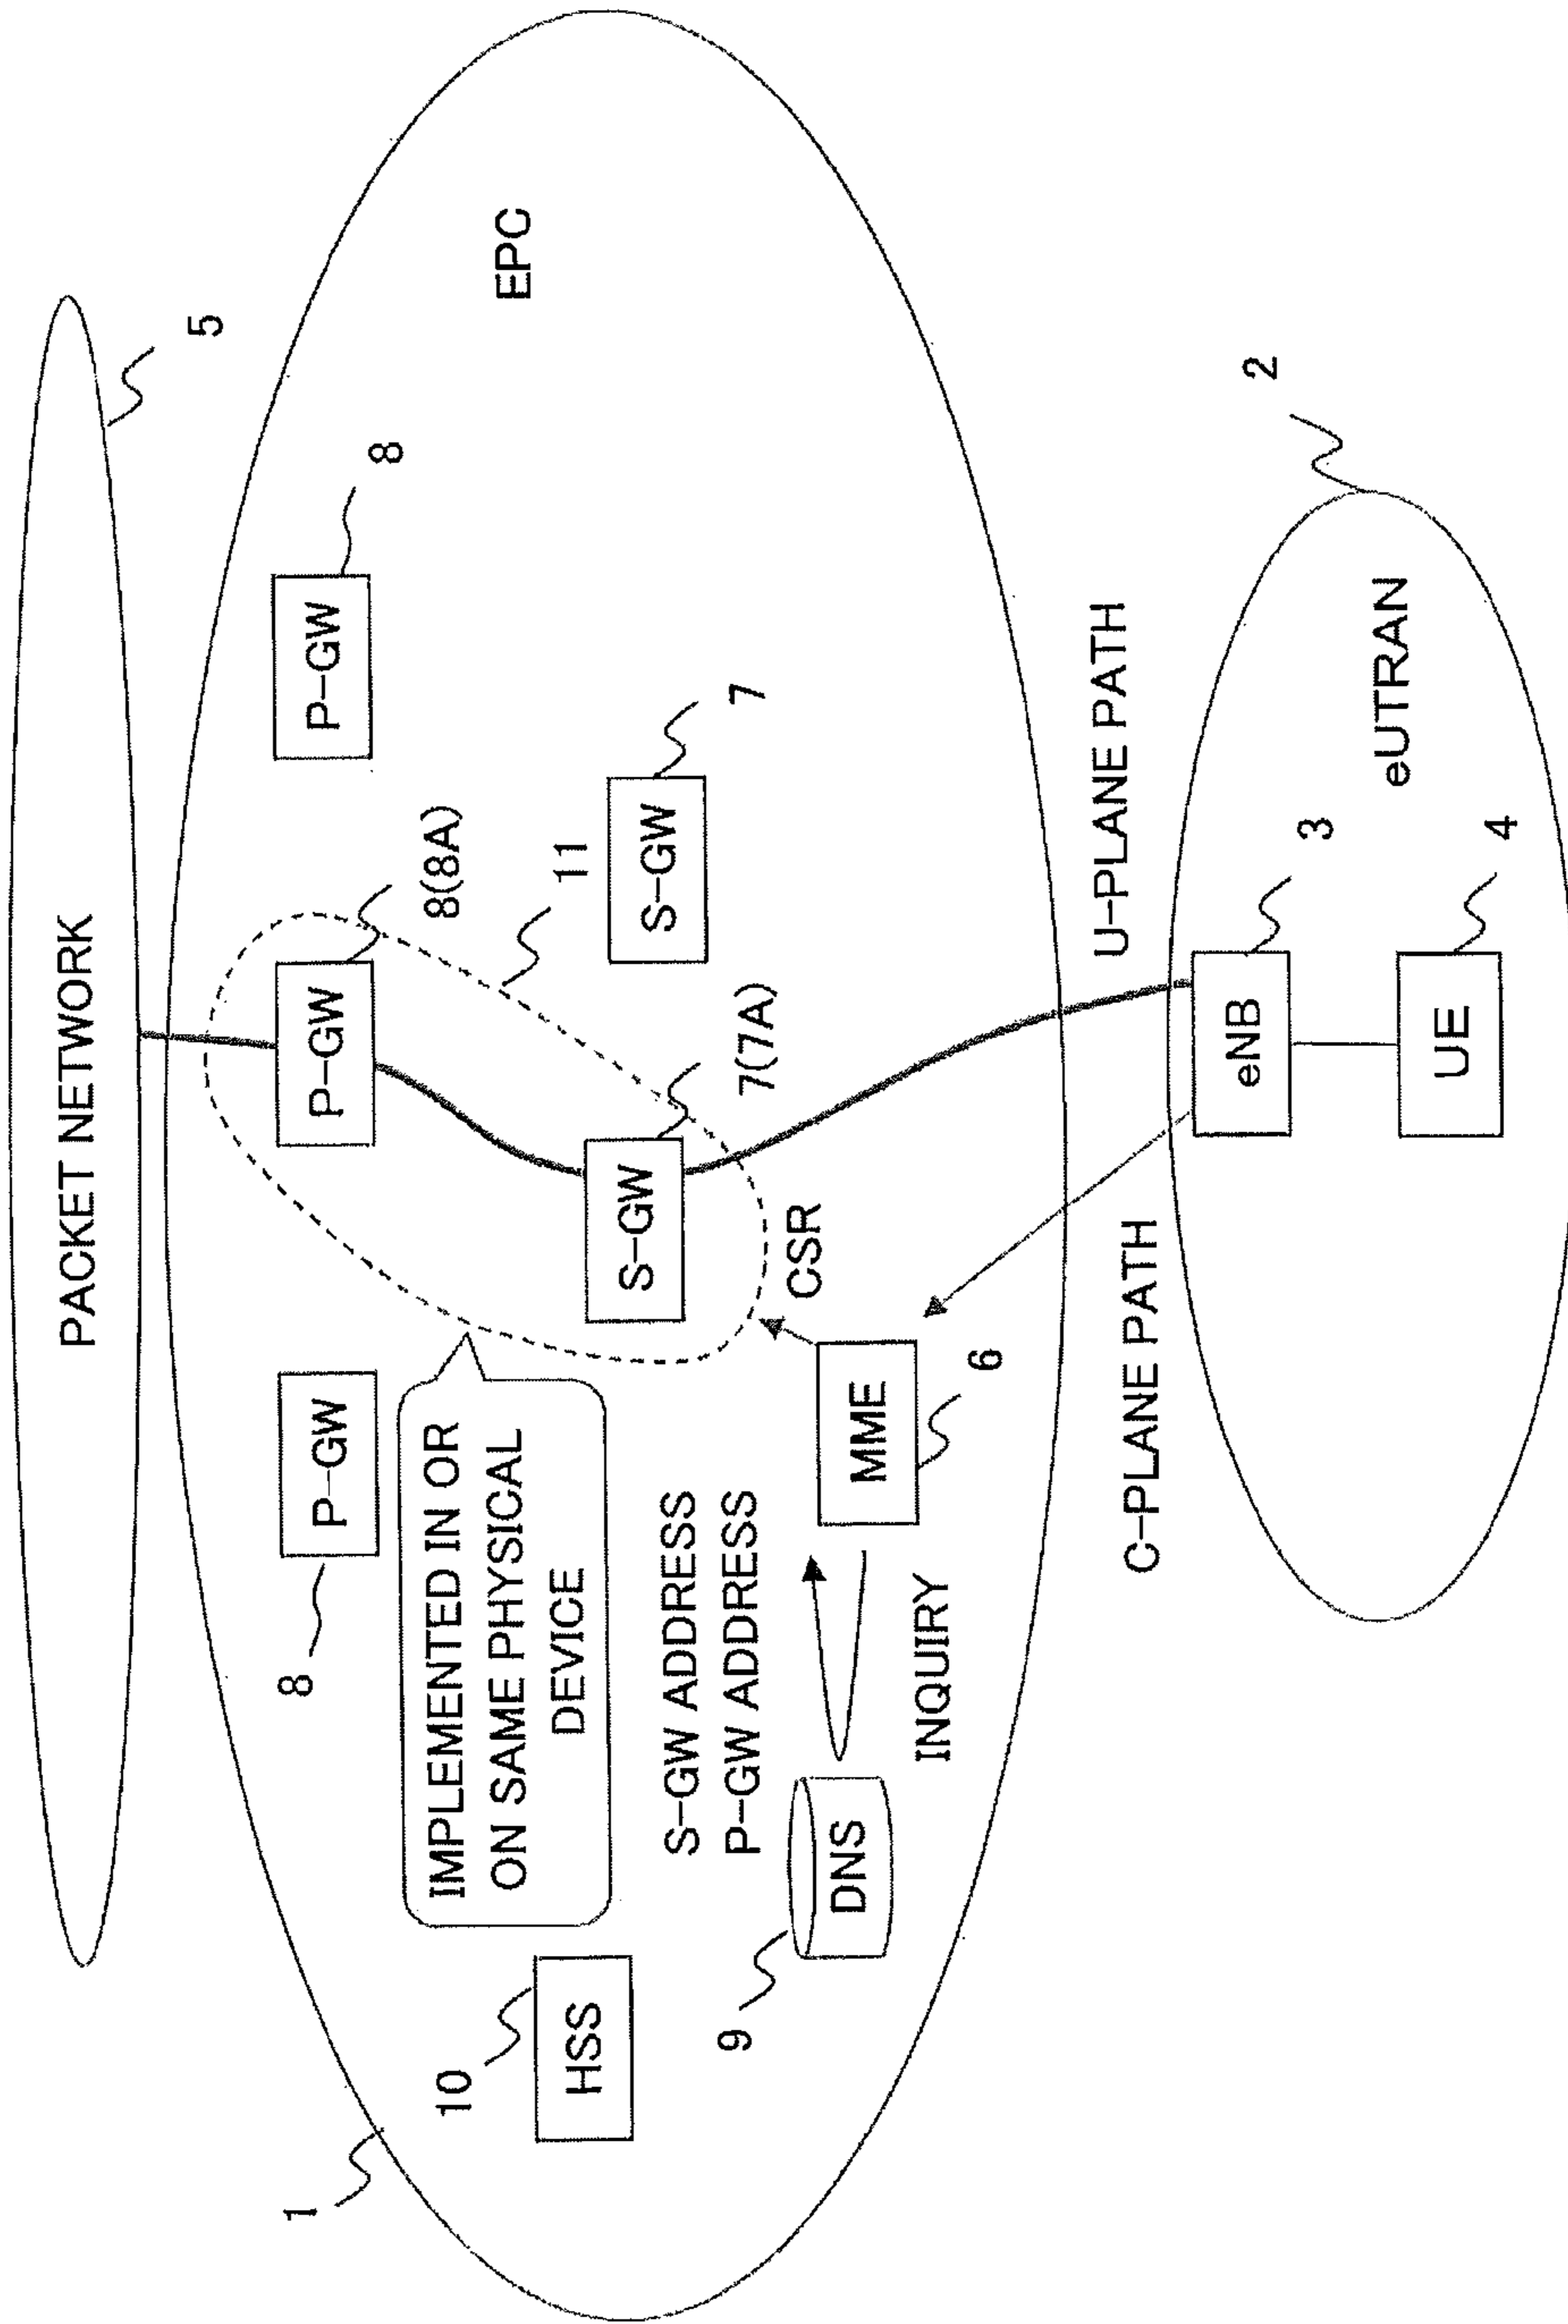 PACKET NETWORK
5
P-GW
8
P-GW
8(8A)
P-GW
8
11
IMPLEMENTED IN OR
ON SAME PHYSICAL
DEVICE
EPC
1
10
HSS
S-GW
7(7A)
S-GW
7
S-GW ADDRESS
P-GW ADDRESS
CSR
9
DNS
MME
6
INQUIRY
C-PLANE PATH
U-PLANE PATH
2
eNB
3
eUTRAN
UE
4